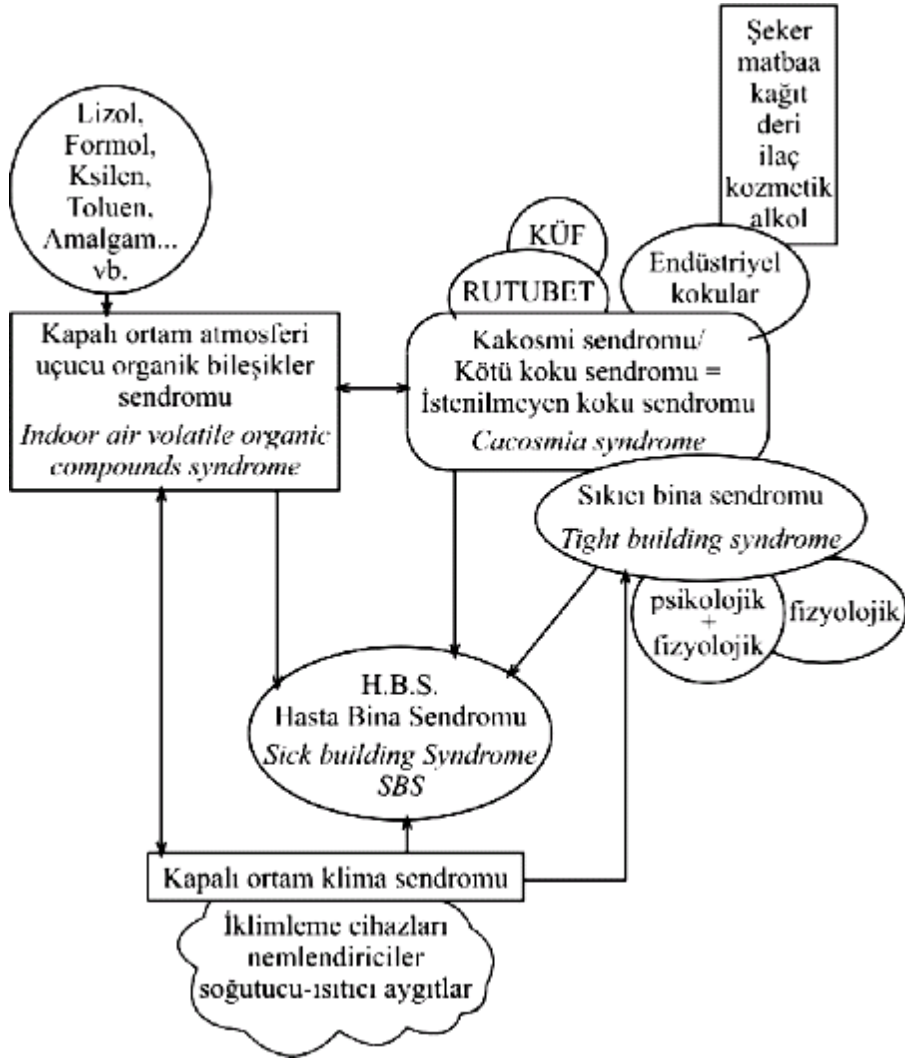 Lizol,
Formol,
Ksilen,
Toluen,
Amalgam...
vb.
Kapalı ortam atmosferi
uçucu organik bileşikler
sendromu
Indoor air volatile organic
compounds syndrome
KÜF
RUTUBET
Şeker
matbaa
kağıt
deri
ilaç
kozmetik
alkol
Endüstriyel
kokular
Kakosmi sendromu/
Kötü koku sendromu =
İstenilmeyen koku sendromu
Cacosmia syndrome
Sıkıcı bina sendromu
Tight building syndrome
psikolojik
+
fizyolojik
fizyolojik
H.B.S.
Hasta Bina Sendromu
Sick building Syndrome
SBS
Kapalı ortam klima sendromu
İklimleme cihazları
nemlendiriciler
soğutucu-ısıtıcı aygıtlar